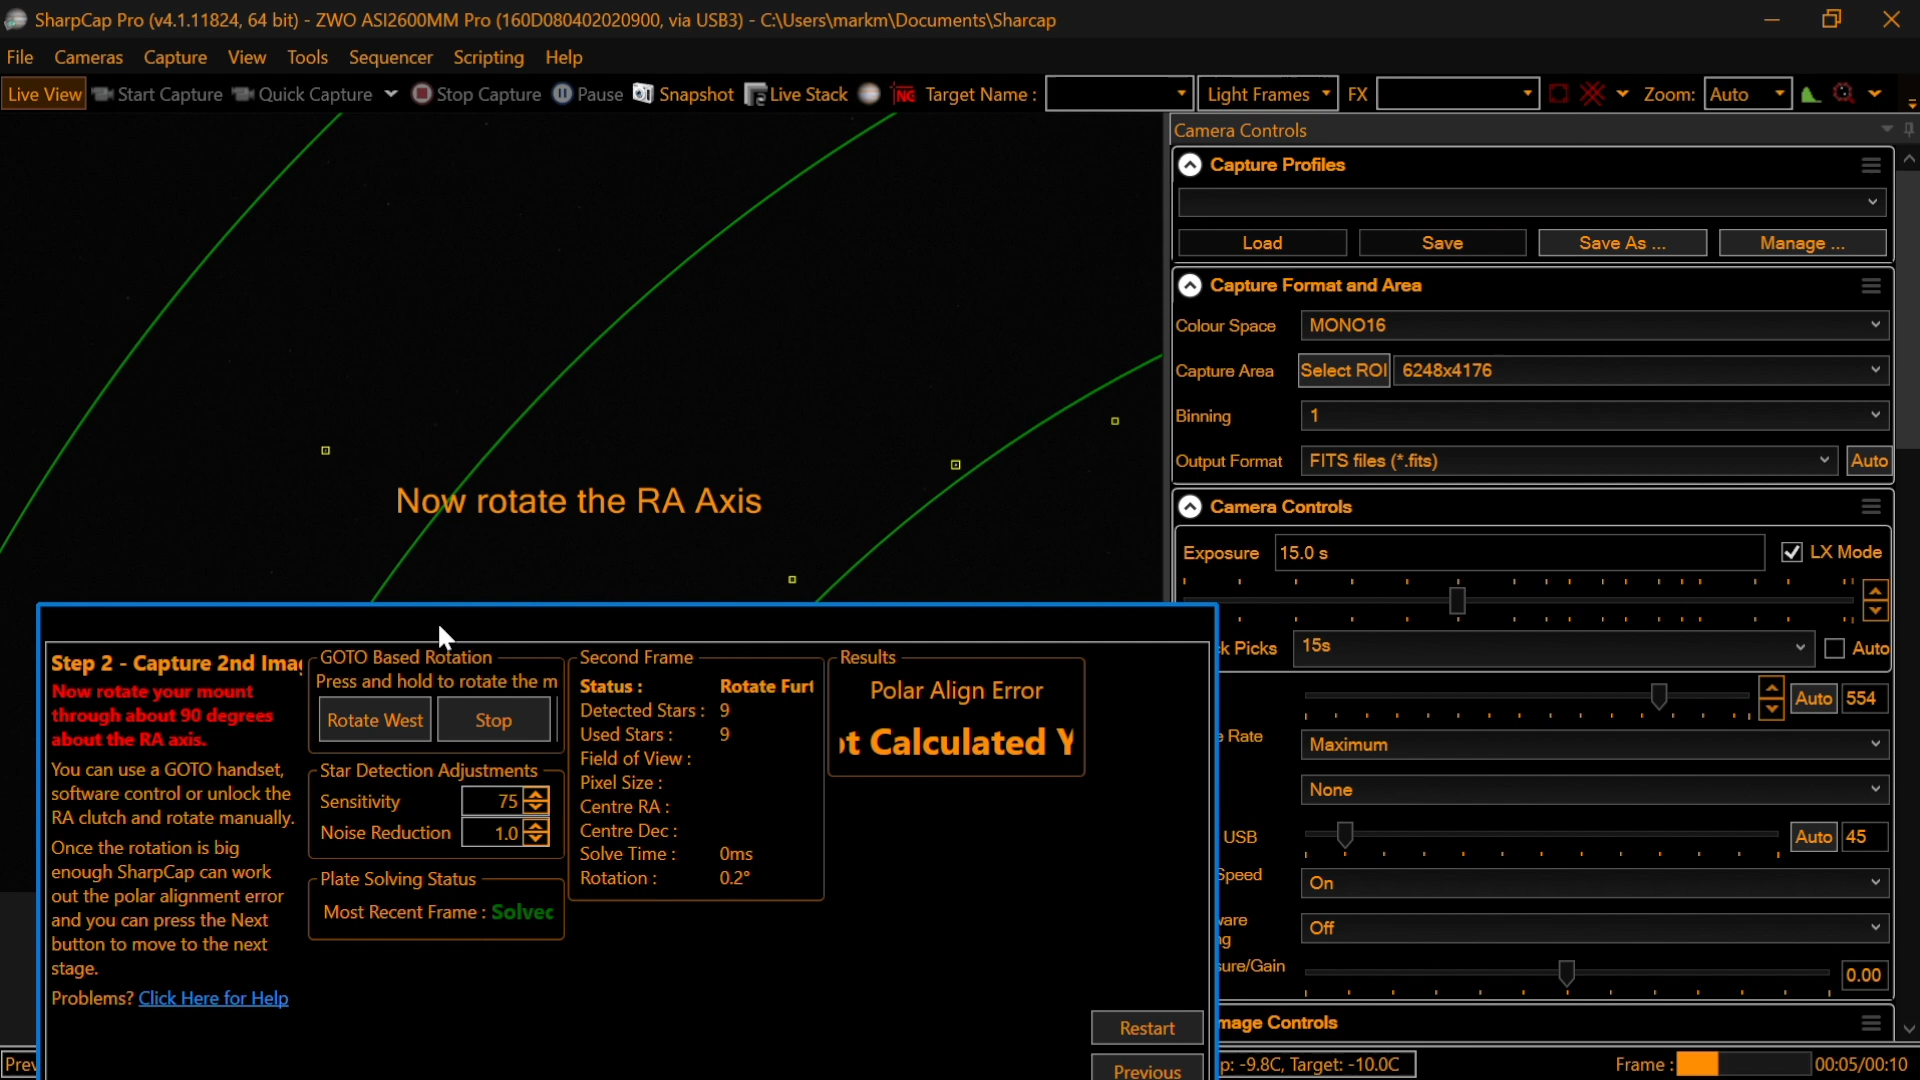 SharpCap Pro (v4.1.11824, 64 bit) - ZWO ASI2600MM Pro (160D080402020900, via USB3) - C:\Users\markm\Documents\Sharcap
File Cameras Capture View Tools Sequencer Scripting Help
Live View Start Capture Quick Capture Stop Capture Pause Snapshot Live Stack NG Target Name : Light Frames FX Zoom: Auto
Camera Controls
Capture Profiles
Load Save Save As ... Manage ...
Capture Format and Area
Colour Space MONO16
Capture Area Select ROI 6248x4176
Binning 1
Output Format FITS files (*.fits) Auto
Camera Controls
Exposure 15.0 s LX Mode
k Picks 15s Auto
Auto 554
e Rate Maximum
None
USB Auto 45
Speed On
ware
g Off
sure/Gain 0.00
mage Controls
Now rotate the RA Axis
Step 2 - Capture 2nd Ima
Now rotate your mount
through about 90 degrees
about the RA axis.
You can use a GOTO handset,
software control or unlock the
RA clutch and rotate manually.
Once the rotation is big
enough SharpCap can work
out the polar alignment error
and you can press the Next
button to move to the next
stage.
Problems? Click Here for Help
GOTO Based Rotation
Press and hold to rotate the m
Rotate West Stop
Star Detection Adjustments
Sensitivity 75
Noise Reduction 1.0
Plate Solving Status
Most Recent Frame : Solvec
Second Frame
Status : Rotate Furt
Detected Stars : 9
Used Stars : 9
Field of View :
Pixel Size :
Centre RA :
Centre Dec :
Solve Time : 0ms
Rotation : 0.2°
Results
Polar Align Error
ot Calculated Y
Restart
Previous
Prev
p: -9.8C, Target: -10.0C
Frame : 00:05/00:10